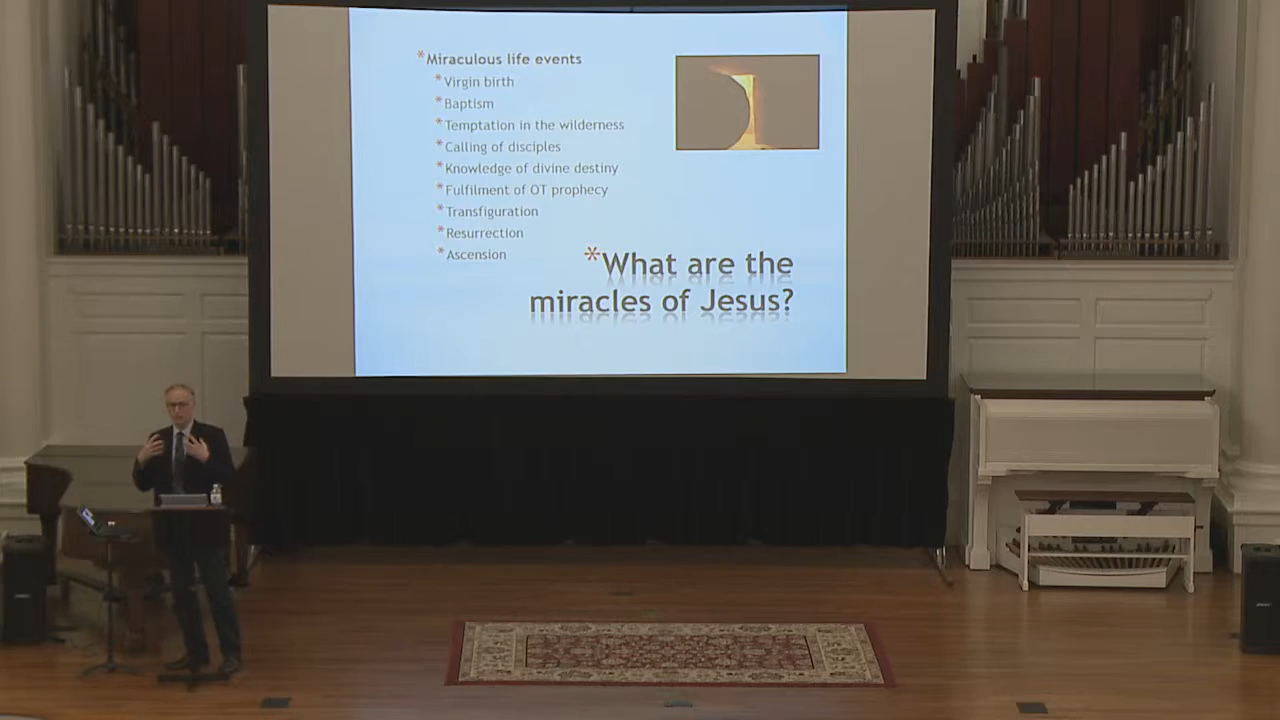 *Miraculous life events
*Virgin birth
*Baptism
*Temptation in the wilderness
*Calling of disciples
*Knowledge of divine destiny
*Fulfilment of OT prophecy
*Transfiguration
*Resurrection
*Ascension
*What are the
miracles of Jesus?